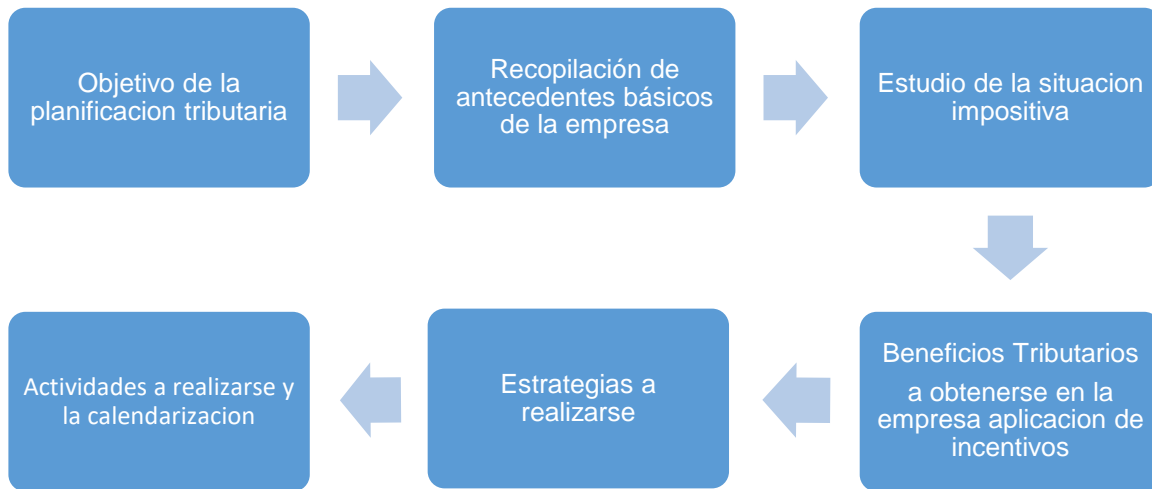 Objetivo de la
planificacion tributaria
Recopilación de
antecedentes básicos
de la empresa
Estudio de la situacion
impositiva
Beneficios Tributarios
a obtenerse en la
empresa aplicacion de
incentivos
Estrategias a
realizarse
Actividades a realizarse y
la calendarizacion